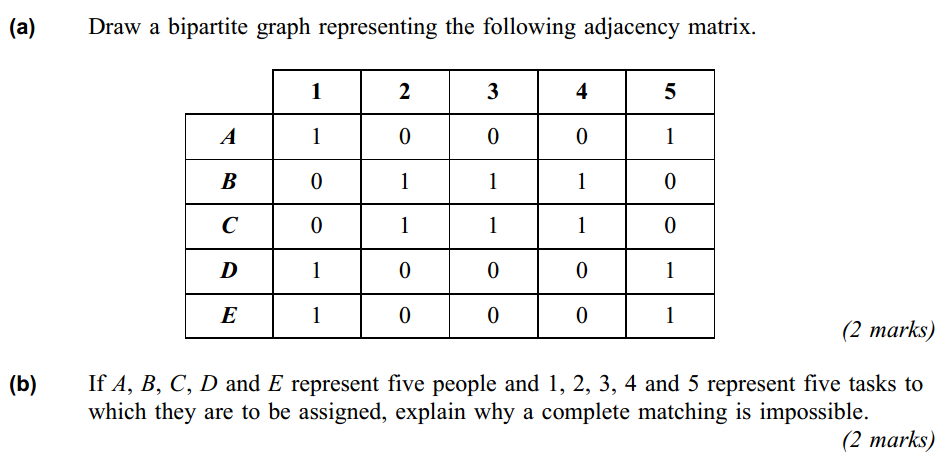 (a) Draw a bipartite graph representing the following adjacency matrix.
1 2 3 4 5
A 1 0 0 0 1
B 0 1 1 1 0
C 0 1 1 1 0
D 1 0 0 0 1
E 1 0 0 0 1
(2 marks)
(b) If A, B, C, D and E represent five people and 1, 2, 3, 4 and 5 represent five tasks to
which they are to be assigned, explain why a complete matching is impossible.
(2 marks)